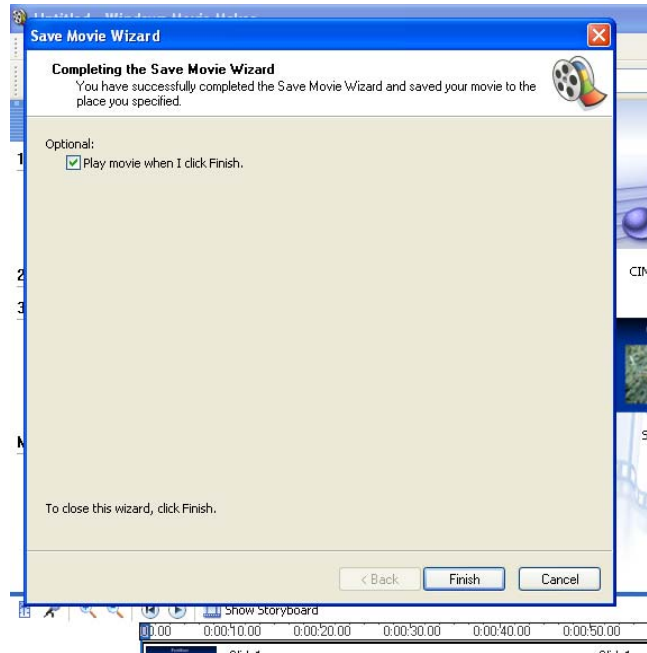 Save Movie Wizard
Completing the Save Movie Wizard
You have successfully completed the Save Movie Wizard and saved your movie to the
place you specified.
Optional:
Play movie when I click Finish.
1
2
3
To close this wizard, click Finish.
< Back
Finish
Cancel
Show Storyboard
00.00 0:00:10.00 0:00:20.00 0:00:30.00 0:00:40.00 0:00:50.00